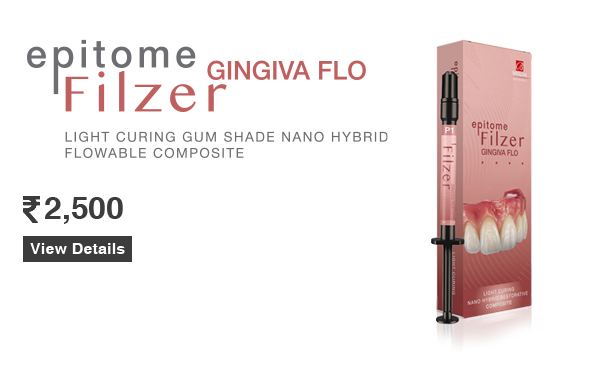 epitome
Filzer GINGIVA FLO
LIGHT CURING GUM SHADE NANO HYBRID
FLOWABLE COMPOSITE
₹2,500
View Details
P1
Filzer
epitome
Filzer
GINGIVA FLO
LIGHT CURING
NANO HYBRID RESTORATIVE
COMPOSITE